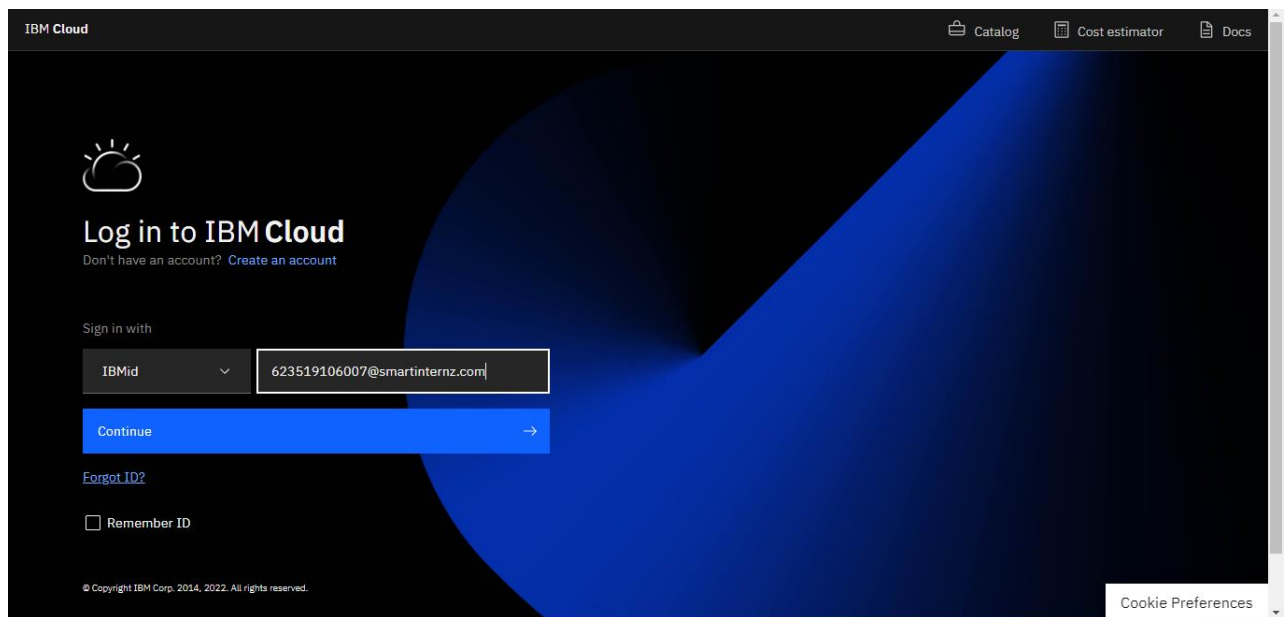 IBM Cloud
Catalog
Cost estimator
Docs
Log in to IBM Cloud
Don't have an account? Create an account
Sign in with
IBMid
623519106007@smartinternz.com
Continue
Forgot ID?
Remember ID
© Copyright IBM Corp. 2014, 2022. All rights reserved.
Cookie Preferences